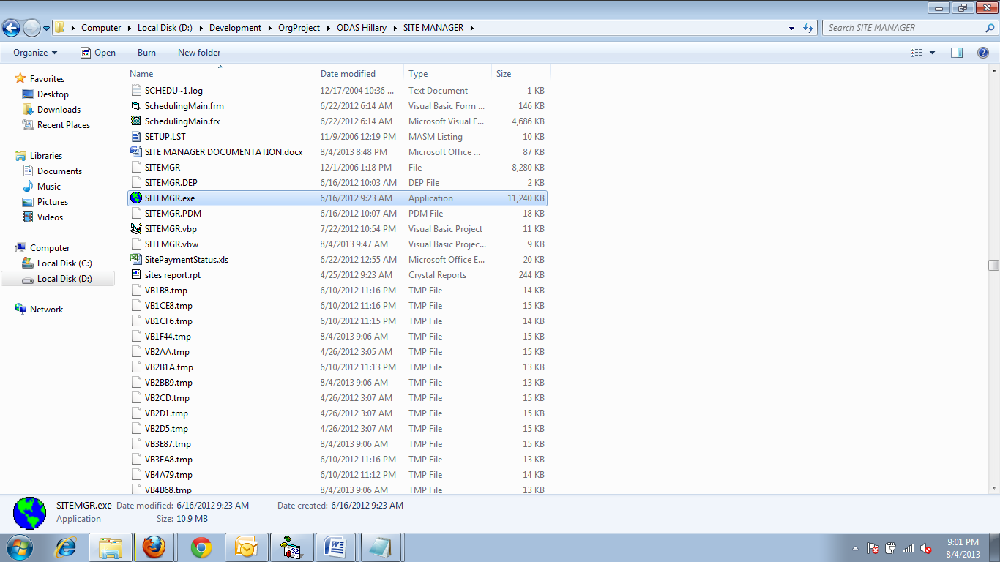 Computer Local Disk (D:) Development OrgProject ODAS Hillary SITE MANAGER Search SITE MANAGER
Organize Open Burn New folder
Favorites
Desktop
Downloads
Recent Places
Libraries
Documents
Music
Pictures
Videos
Computer
Local Disk (C:)
Local Disk (D:)
Network
Name Date modified Type Size
SCHEDU~1.log 12/17/2004 10:36 ... Text Document 1 KB
SchedulingMain.frm 6/22/2012 6:14 AM Visual Basic Form ... 146 KB
SchedulingMain.frx 6/22/2012 6:14 AM Microsoft Visual F... 4,686 KB
SETUP.LST 11/9/2006 12:19 PM MASM Listing 10 KB
SITE MANAGER DOCUMENTATION.docx 8/4/2013 8:48 PM Microsoft Office ... 87 KB
SITEMGR 12/1/2006 1:18 PM File 8,280 KB
SITEMGR.DEP 6/16/2012 10:03 AM DEP File 2 KB
SITEMGR.exe 6/16/2012 9:23 AM Application 11,240 KB
SITEMGR.PDM 6/16/2012 10:07 AM PDM File 18 KB
SITEMGR.vbp 7/22/2012 10:54 PM Visual Basic Project 11 KB
SITEMGR.vbw 8/4/2013 9:47 AM Visual Basic Projec... 9 KB
SitePaymentStatus.xls 6/22/2012 12:55 AM Microsoft Office E... 20 KB
sites report.rpt 4/25/2012 9:23 AM Crystal Reports 244 KB
VB1B8.tmp 6/10/2012 11:16 PM TMP File 14 KB
VB1CE8.tmp 6/10/2012 11:16 PM TMP File 15 KB
VB1CF6.tmp 6/10/2012 11:15 PM TMP File 14 KB
VB1F44.tmp 8/4/2013 9:06 AM TMP File 15 KB
VB2AA.tmp 4/26/2012 3:05 AM TMP File 15 KB
VB2B1A.tmp 6/10/2012 11:13 PM TMP File 13 KB
VB2BB9.tmp 8/4/2013 9:06 AM TMP File 13 KB
VB2CD.tmp 4/26/2012 3:07 AM TMP File 15 KB
VB2D1.tmp 4/26/2012 3:07 AM TMP File 15 KB
VB2D5.tmp 4/26/2012 3:07 AM TMP File 15 KB
VB3E87.tmp 8/4/2013 9:06 AM TMP File 15 KB
VB3FA8.tmp 6/10/2012 11:16 PM TMP File 13 KB
VB4A79.tmp 6/10/2012 11:12 PM TMP File 14 KB
VB4B68.tmp 8/4/2013 9:06 AM TMP File 13 KB
SITEMGR.exe Date modified: 6/16/2012 9:23 AM Date created: 6/16/2012 9:23 AM
Application Size: 10.9 MB
32
9:01 PM
8/4/2013